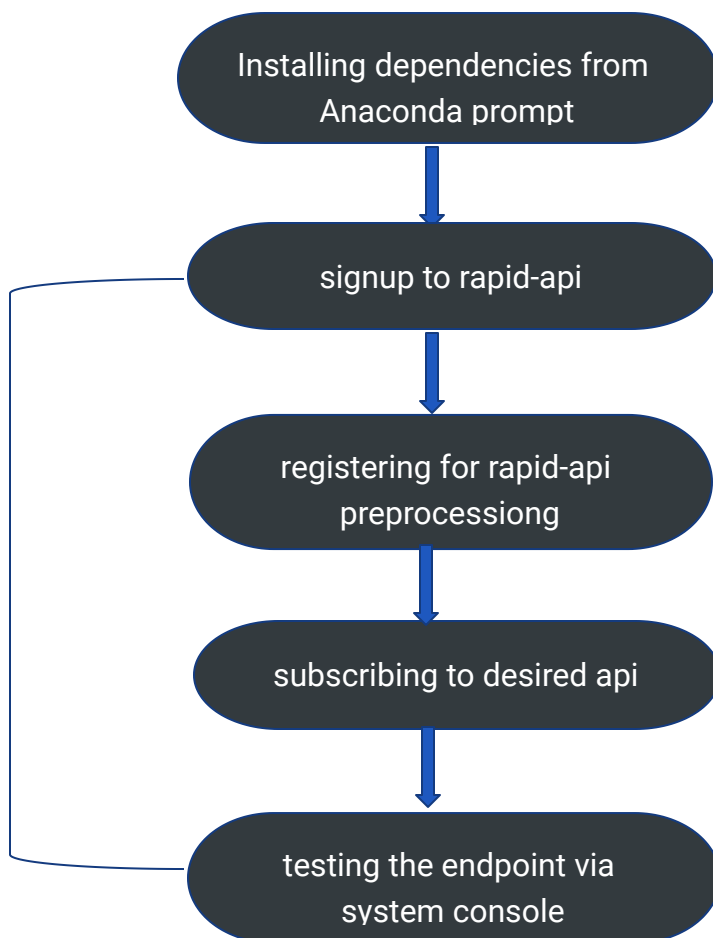 Installing dependencies from
Anaconda prompt
signup to rapid-api
registering for rapid-api
preprocessiong
subscribing to desired api
testing the endpoint via
system console